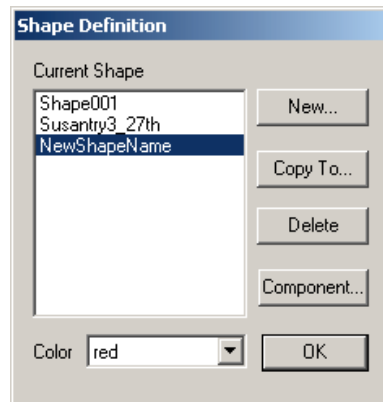 Shape Definition
Current Shape
Shape001
Susantry3_27th
NewShapeName
New...
Copy To...
Delete
Component...
Color
red
OK